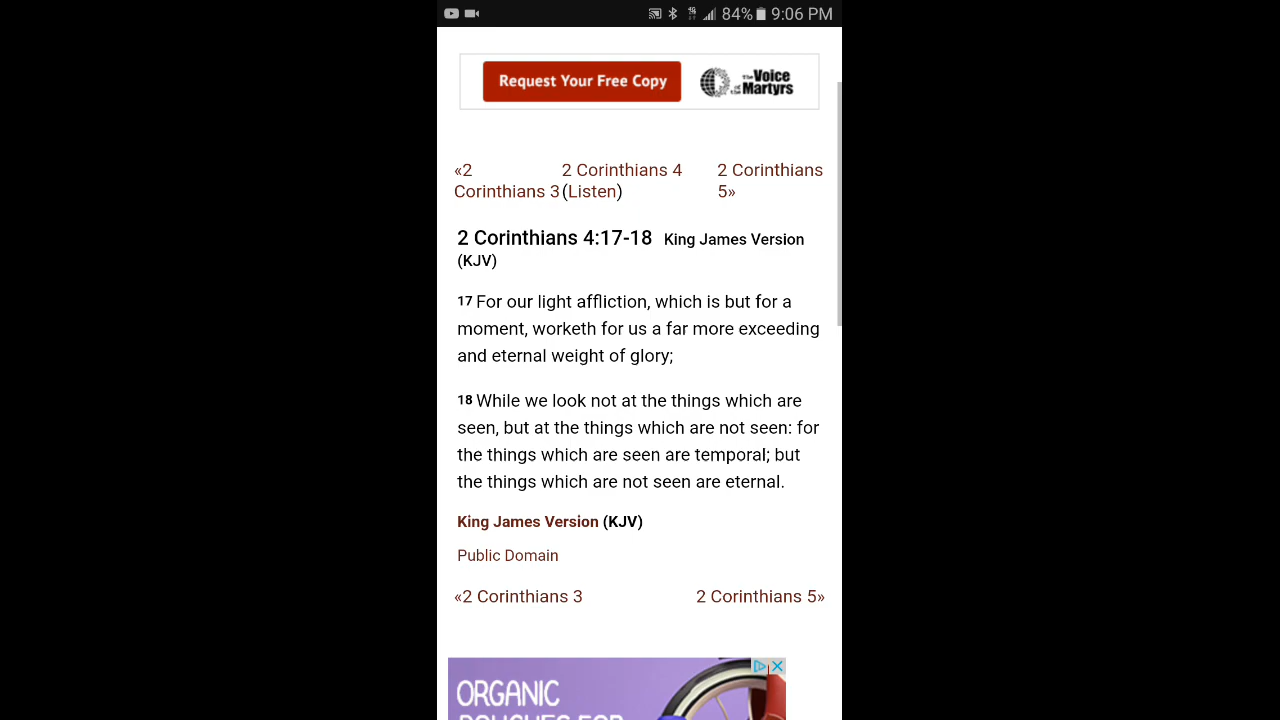 84% 9:06 PM
Request Your Free Copy
The Voice of the Martyrs
«2 Corinthians 3
2 Corinthians 4 (Listen)
2 Corinthians 5»
2 Corinthians 4:17-18 King James Version
(KJV)
17 For our light affliction, which is but for a
moment, worketh for us a far more exceeding
and eternal weight of glory;
18 While we look not at the things which are
seen, but at the things which are not seen: for
the things which are seen are temporal; but
the things which are not seen are eternal.
King James Version (KJV)
Public Domain
«2 Corinthians 3
2 Corinthians 5»
ORGANIC
POUCHES FOR